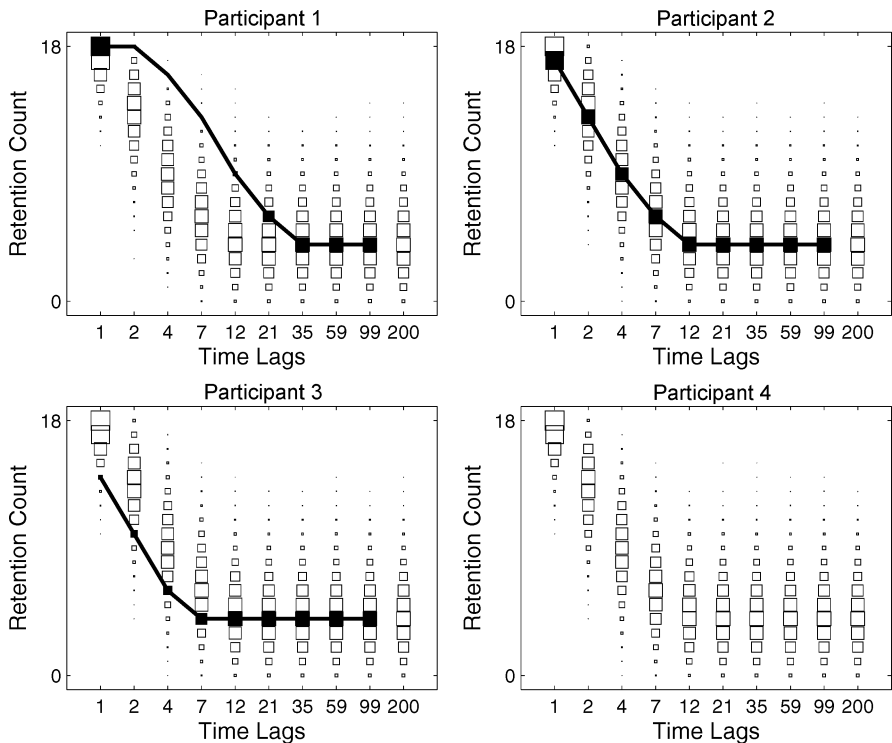 Participant 1
18
Retention Count
0
1 2 4 7 12 21 35 59 99 200
Time Lags
Participant 2
18
Retention Count
0
1 2 4 7 12 21 35 59 99 200
Time Lags
Participant 3
18
Retention Count
0
1 2 4 7 12 21 35 59 99 200
Time Lags
Participant 4
18
Retention Count
0
1 2 4 7 12 21 35 59 99 200
Time Lags